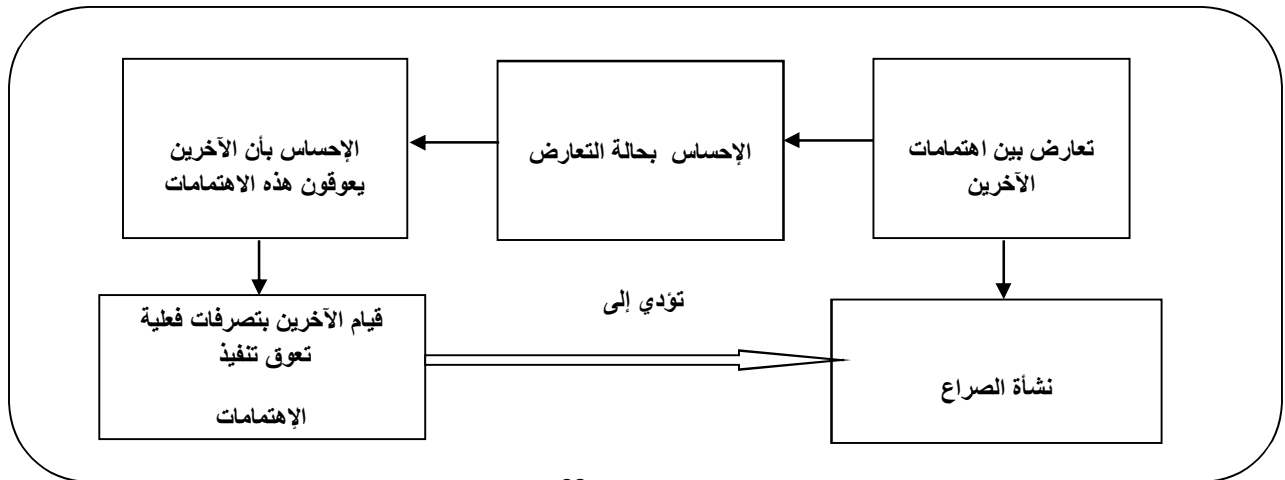 تعارض بين اهتمامات
الآخرين
الإحساس بحالة التعارض
الإحساس بأن الآخرين
يعوقون هذه الاهتمامات
قيام الآخرين بتصرفات فعلية
تعوق تنفيذ
الإهتمامات
تؤدي إلى
نشأة الصراع